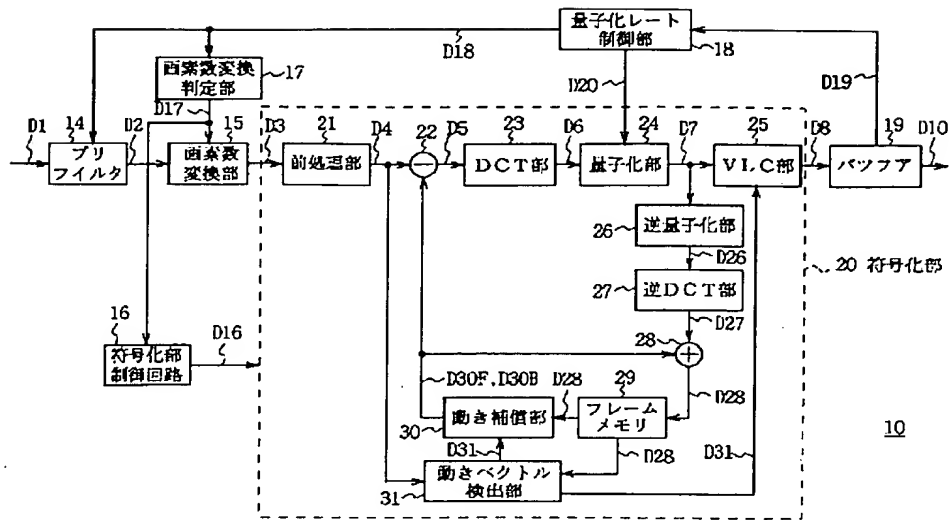 量子化レート
制御部
18
D18
画素数変換
判定部
17
D20
D19
D17
14
15
21
22
23
24
25
19
D1
プリ
フイルタ
D2
画素数
変換部
D3
前処理部
D4
D5
DCT部
D6
量子化部
D7
VLC部
D8
バツフア
D10
26
逆量子化部
D26
20 符号化部
27
逆DCT部
D27
16
符号化部
制御回路
D16
28
D30F,D30B
D28
29
D28
動き補償部
フレーム
メモリ
30
D31
D28
D31
10
動きベクトル
検出部
31